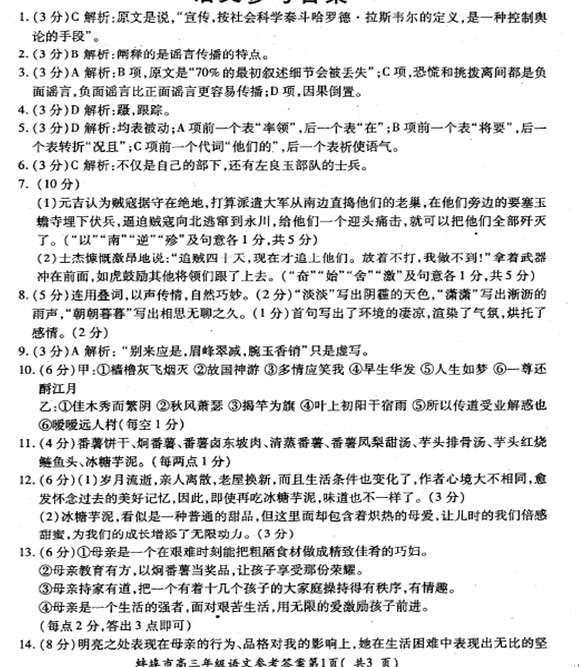 1. (3分)C 解析:原文是说,“宣传,按社会科学泰斗哈罗德·拉斯韦尔的定义,是一种控制舆
论的手段”。
2. (3分)B 解析:阐释的是谣言传播的特点。
3. (3分)A 解析:B项,原文是“70%的最初叙述细节会被丢失”;C项,恐慌和挑拨离间都是负
面谣言,负面谣言比正面谣言更容易传播;D项,因果倒置。
4. (3分)D 解析:蹑,跟踪。
5. (3分)D 解析:均表被动;A项前一个表“率领”,后一个表“在”;B项前一个表“将要”,后一
个表转折“况且”;C项前一个代词“他们的”,后一个表祈使语气。
6. (3分)C 解析:不仅是自己的部下,还有左良玉部队的士兵。
7. (10分)
(1)元吉认为贼寇据守在绝地,打算派遣大军从南边直捣他们的老巢,在他们旁边的要塞玉
蟾寺埋下伏兵,逼迫贼寇向北逃窜到永川,给他们一个迎头痛击,就可以把他们全部歼灭
了。(“以”“南”“逆”“殄”及句意各1分,共5分)
(2)士杰慷慨激昂地说:“追贼四十天,现在才追上他们。放着不打,我做不到!”拿着武器
冲在前面,如虎鼓励其他将领们跟了上去。(“奋”“始”“舍”“激”及句意各1分,共5分)
8. (5分)连用叠词,以声传情,自然巧妙。(2分)“淡淡”写出阴霾的天色,“潇潇”写出淅沥的
雨声,“朝朝暮暮”写出相思无聊之久。(1分)首句写出了环境的凄凉,渲染了气氛,烘托了
感情。(2分)
9. (3分)A 解析:“别来应是,眉峰翠减,腕玉香销”只是虚写。
10. (6分)甲:①樯橹灰飞烟灭 ②故国神游 ③多情应笑我 ④早生华发 ⑤人生如梦 ⑥一尊还
酹江月
乙:①佳木秀而繁阴 ②秋风萧瑟 ③揭竿为旗 ④叶上初阳干宿雨 ⑤所以传道受业解惑也
⑥暧暧远人村(每空1分)
11. (4分)番薯饼干、焖番薯、番薯卤东坡肉、清蒸番薯、番薯凤梨甜汤、芋头排骨汤、芋头红烧
鲢鱼头、冰糖芋泥。(每两点1分)
12. (6分)(1)岁月流逝,亲人离散,老屋换新,而且生活条件也变化了,作者心境大不相同,愈
发怀念过去的美好记忆,因此,即使再吃冰糖芋泥,味道也不一样了。(3分)
(2)冰糖芋泥,看似是一种普通的甜品,但这里面却包含着炽热的母爱,让儿时的我们倍感
甜蜜,为我们的成长增添了无限动力。(3分)
13. (6分)①母亲是一个在艰难时刻能把粗陋食材做成精致佳肴的巧妇。
②母亲教育有方,以焖番薯当奖品,让孩子享受那份荣耀。
③母亲持家有道,把一个有着十几个孩子的大家庭操持得有秩序,有情趣。
④母亲是一个生活的强者,面对艰苦生活,用无限的爱激励孩子前进。
(每点2分,答出3点即可)
14. (8分)明亮之处表现在母亲的行为、品格对我的影响上,她在生活困难中表现出无比的坚
蚌埠市高三年级语文参考答案第1页(共3页)